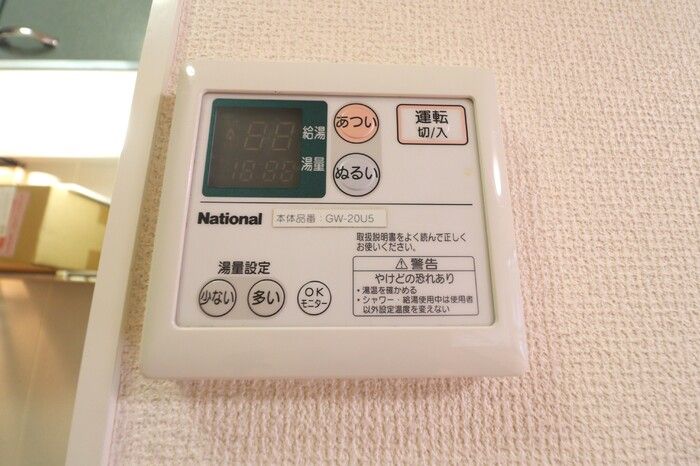 給湯
湯量
あつい
ぬるい
運転
切/入
National
本体品番：GW-20U5
取扱説明書をよく読んで正しく
お使いください。
湯量設定
少ない
多い
OK
モニター
⚠警告
やけどの恐れあり
・湯温を確かめる
・シャワー・給湯使用中は使用者
以外設定温度を変えない